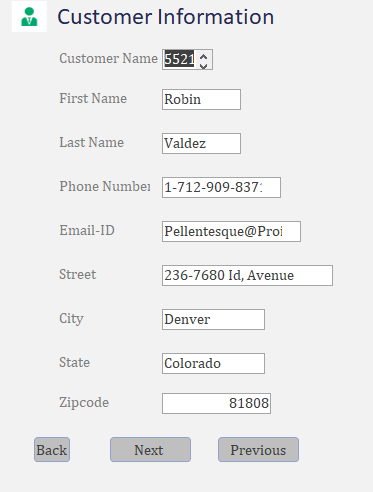 Customer Information
Customer Name 5521
First Name Robin
Last Name Valdez
Phone Number 1-712-909-837
Email-ID Pellentesque@Proi
Street 236-7680 Id, Avenue
City Denver
State Colorado
Zipcode 81808
Back Next Previous